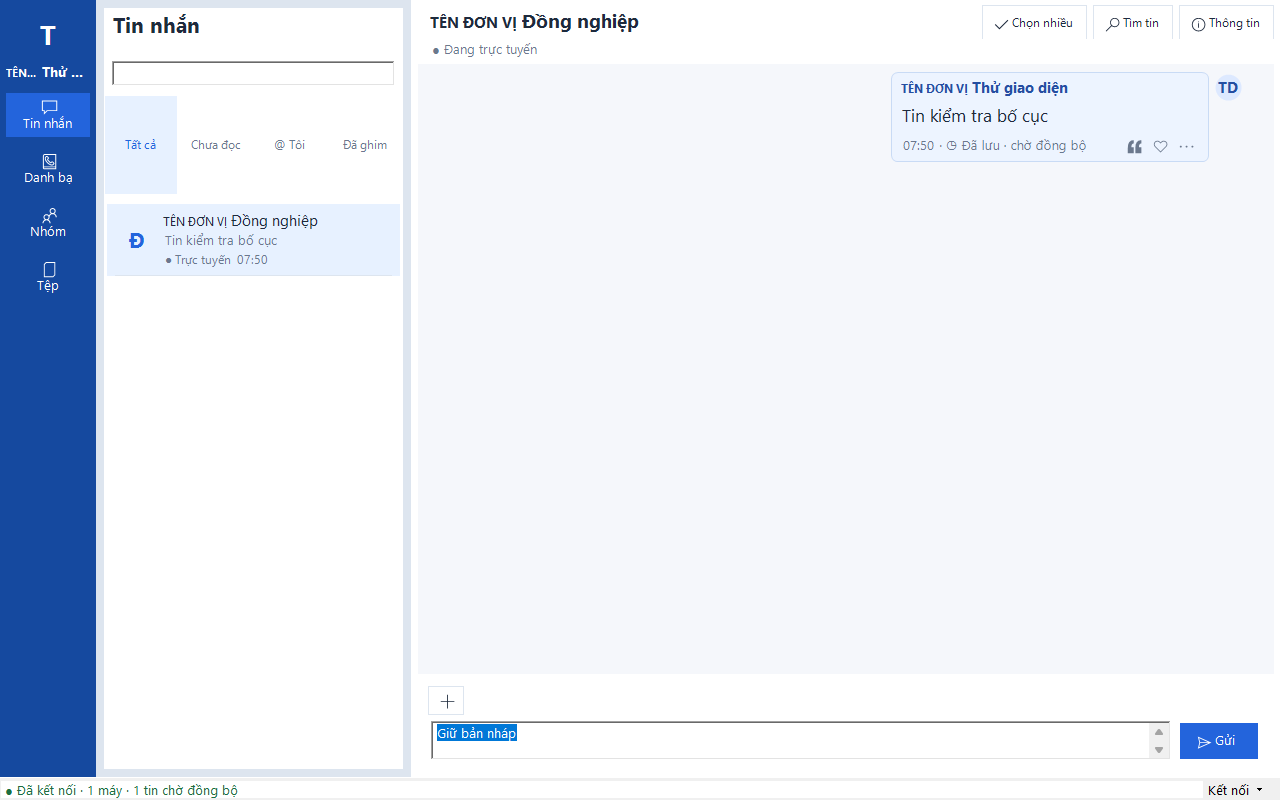 T
TÊN... Thử ...
Tin nhắn
Danh bạ
Nhóm
Tệp
Tin nhắn
Tất cả
Chưa đọc
@ Tôi
Đã ghim
Đ
TÊN ĐƠN VỊ Đồng nghiệp
Tin kiểm tra bố cục
● Trực tuyến 07:50
TÊN ĐƠN VỊ Đồng nghiệp
● Đang trực tuyến
Chọn nhiều
Tìm tin
Thông tin
TÊN ĐƠN VỊ Thử giao diện
TD
Tin kiểm tra bố cục
07:50 · ◷ Đã lưu · chờ đồng bộ
Giữ bản nháp
Gửi
● Đã kết nối · 1 máy · 1 tin chờ đồng bộ
Kết nối